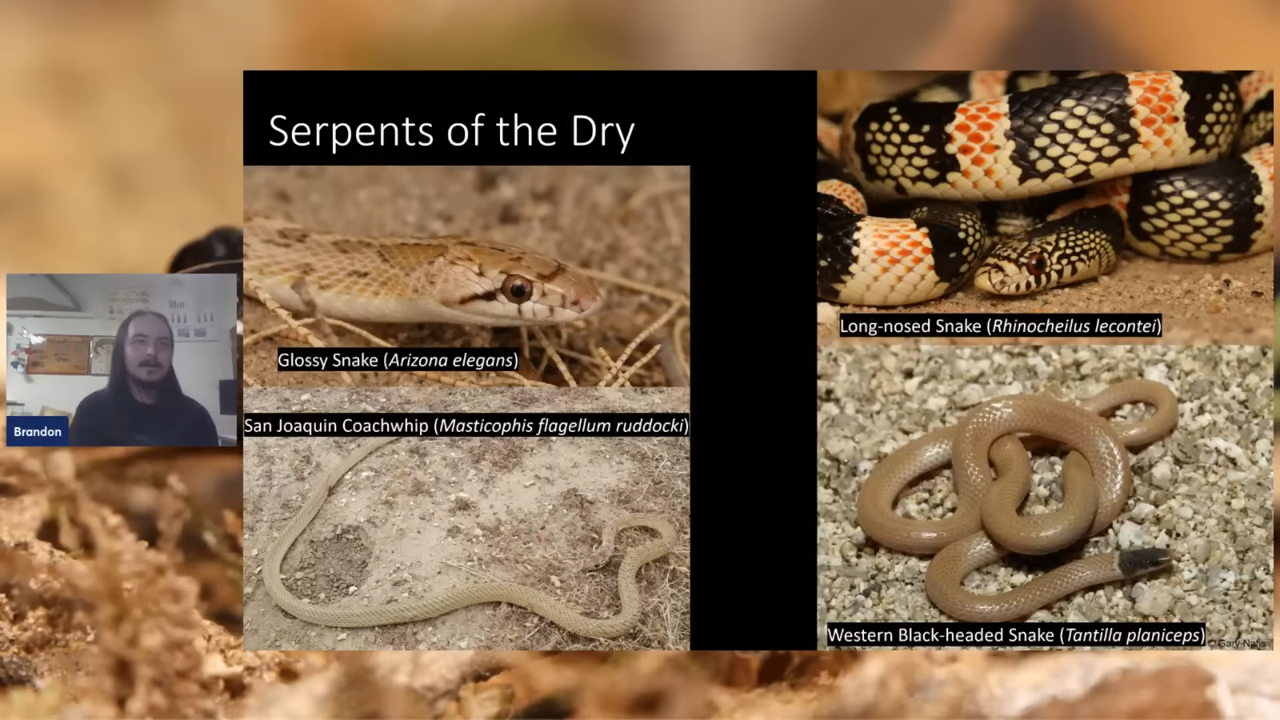 Serpents of the Dry
Glossy Snake (Arizona elegans)
San Joaquin Coachwhip (Masticophis flagellum ruddocki)
Long-nosed Snake (Rhinocheilus lecontei)
Western Black-headed Snake (Tantilla planiceps)
© Gary Nafis
Brandon